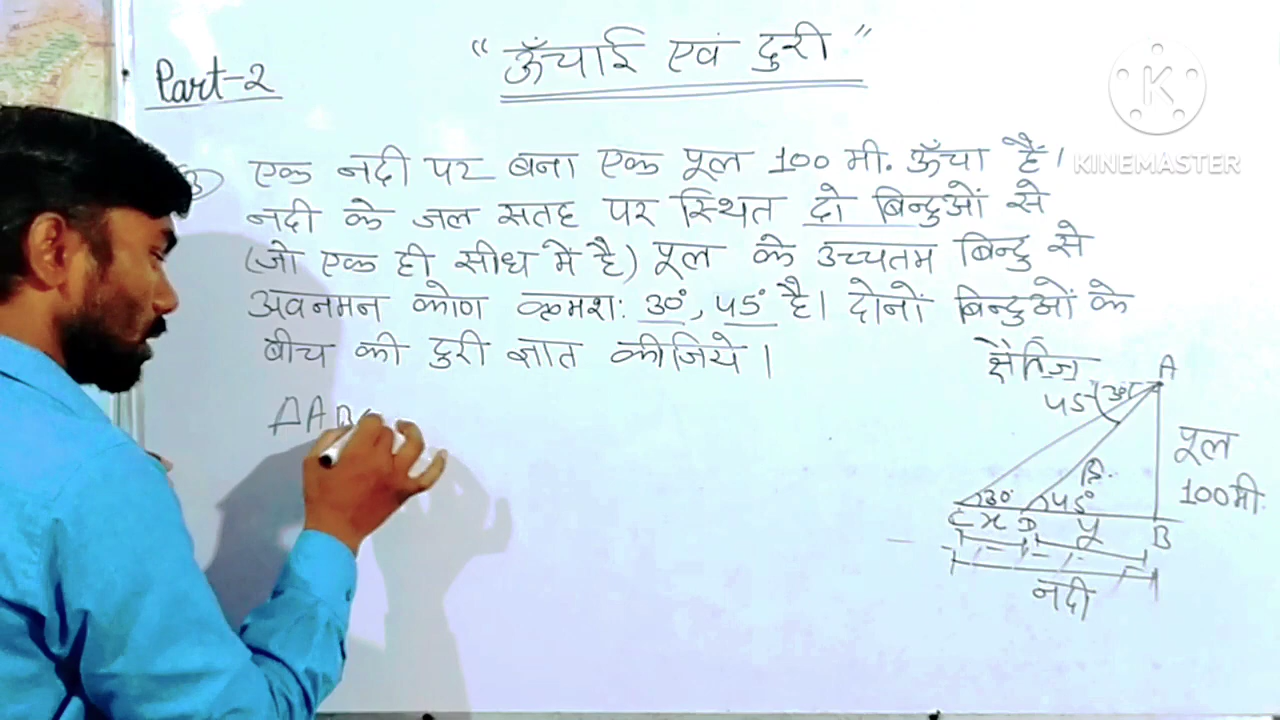 "ऊँचाई एवं दुरी"
Part-2
एक नदी पर बना एक पूल 100 मी. ऊँचा है।
नदी के जल सतह पर स्थित दो बिन्दुओं से
(जो एक ही सीध में है) पूल के उच्चतम बिन्दु से
अवनमन कोण क्रमश: 30°, 45° है। दोनों बिन्दुओं के
बीच की दुरी ज्ञात कीजिये।
क्षैतिज
A
45° 30°
पूल
100मी.
30° 45°
C x D y B
नदी
ΔAB
K
KINEMASTER